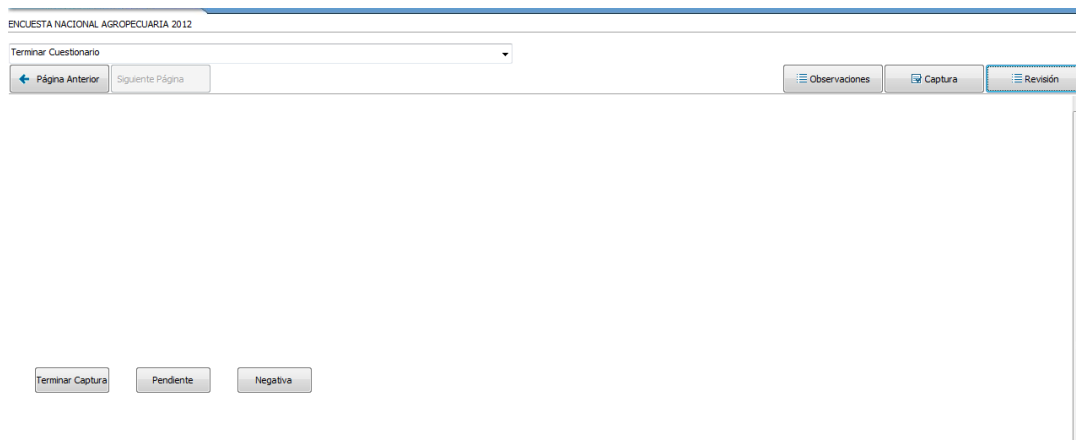 ENCUESTA NACIONAL AGROPECUARIA 2012
Terminar Cuestionario
Página Anterior Siguiente Página Observaciones Captura Revisión
Terminar Captura Pendiente Negativa